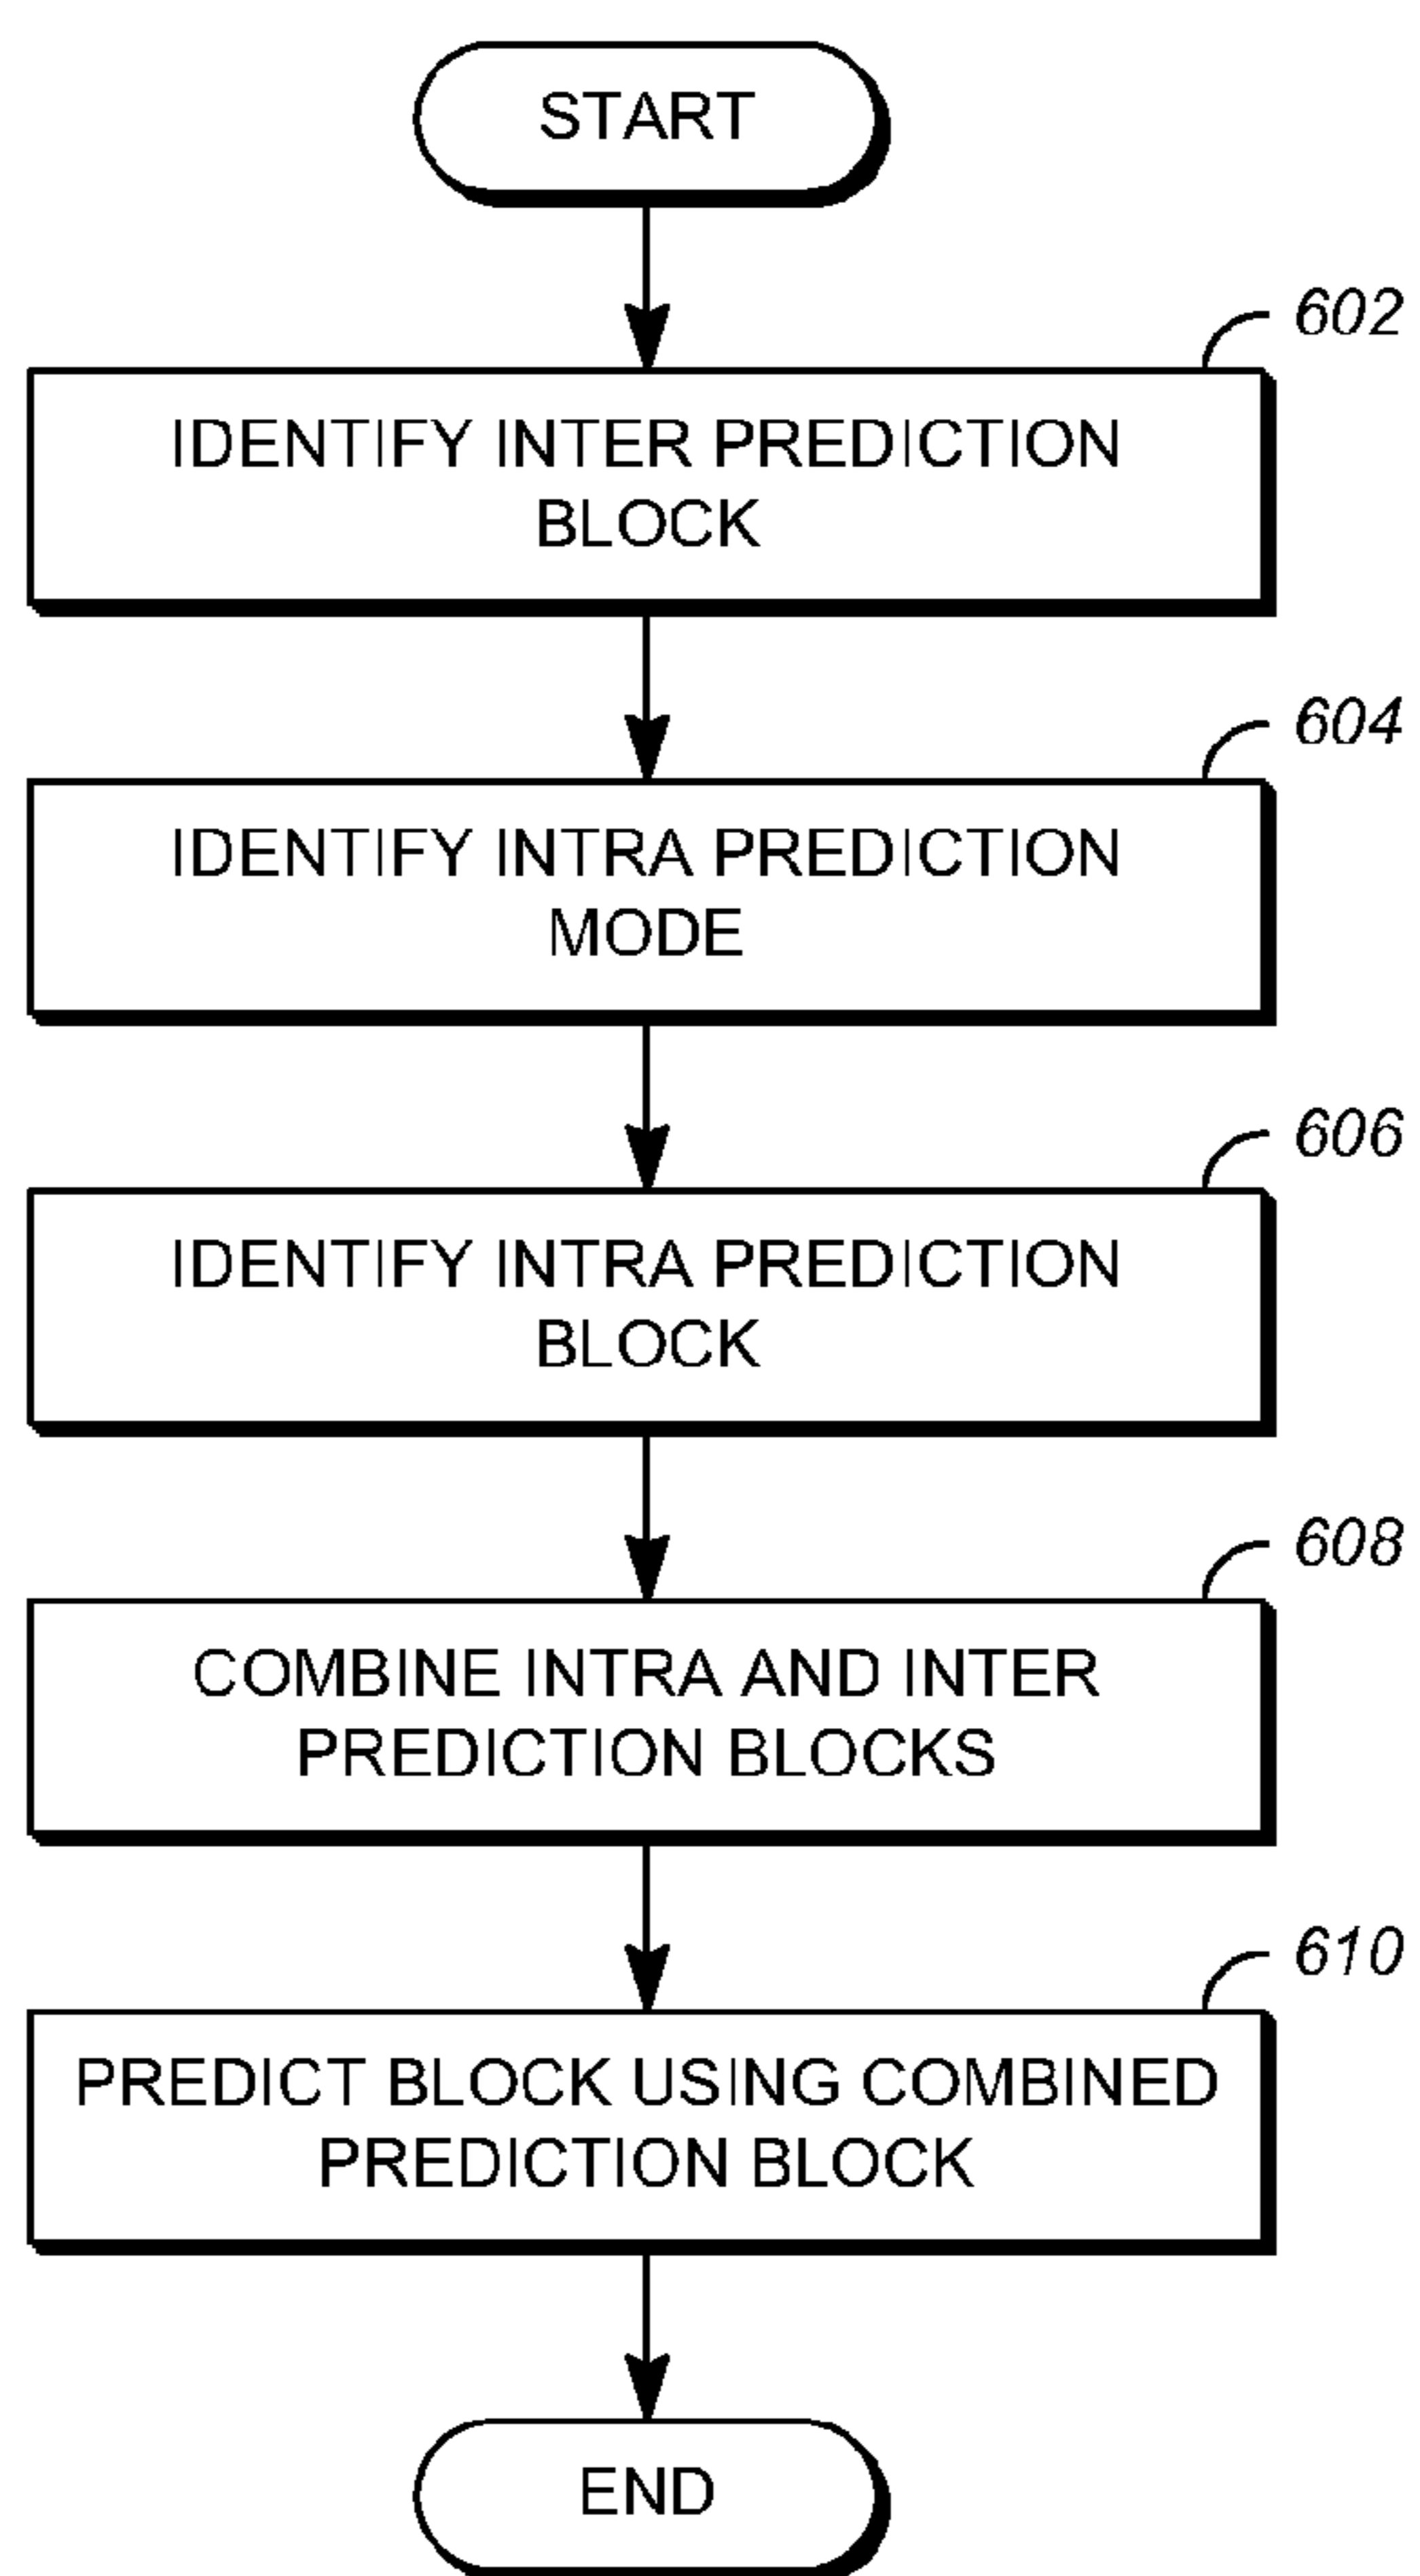 START
602
IDENTIFY INTER PREDICTION
BLOCK
604
IDENTIFY INTRA PREDICTION
MODE
606
IDENTIFY INTRA PREDICTION
BLOCK
608
COMBINE INTRA AND INTER
PREDICTION BLOCKS
610
PREDICT BLOCK USING COMBINED
PREDICTION BLOCK
END